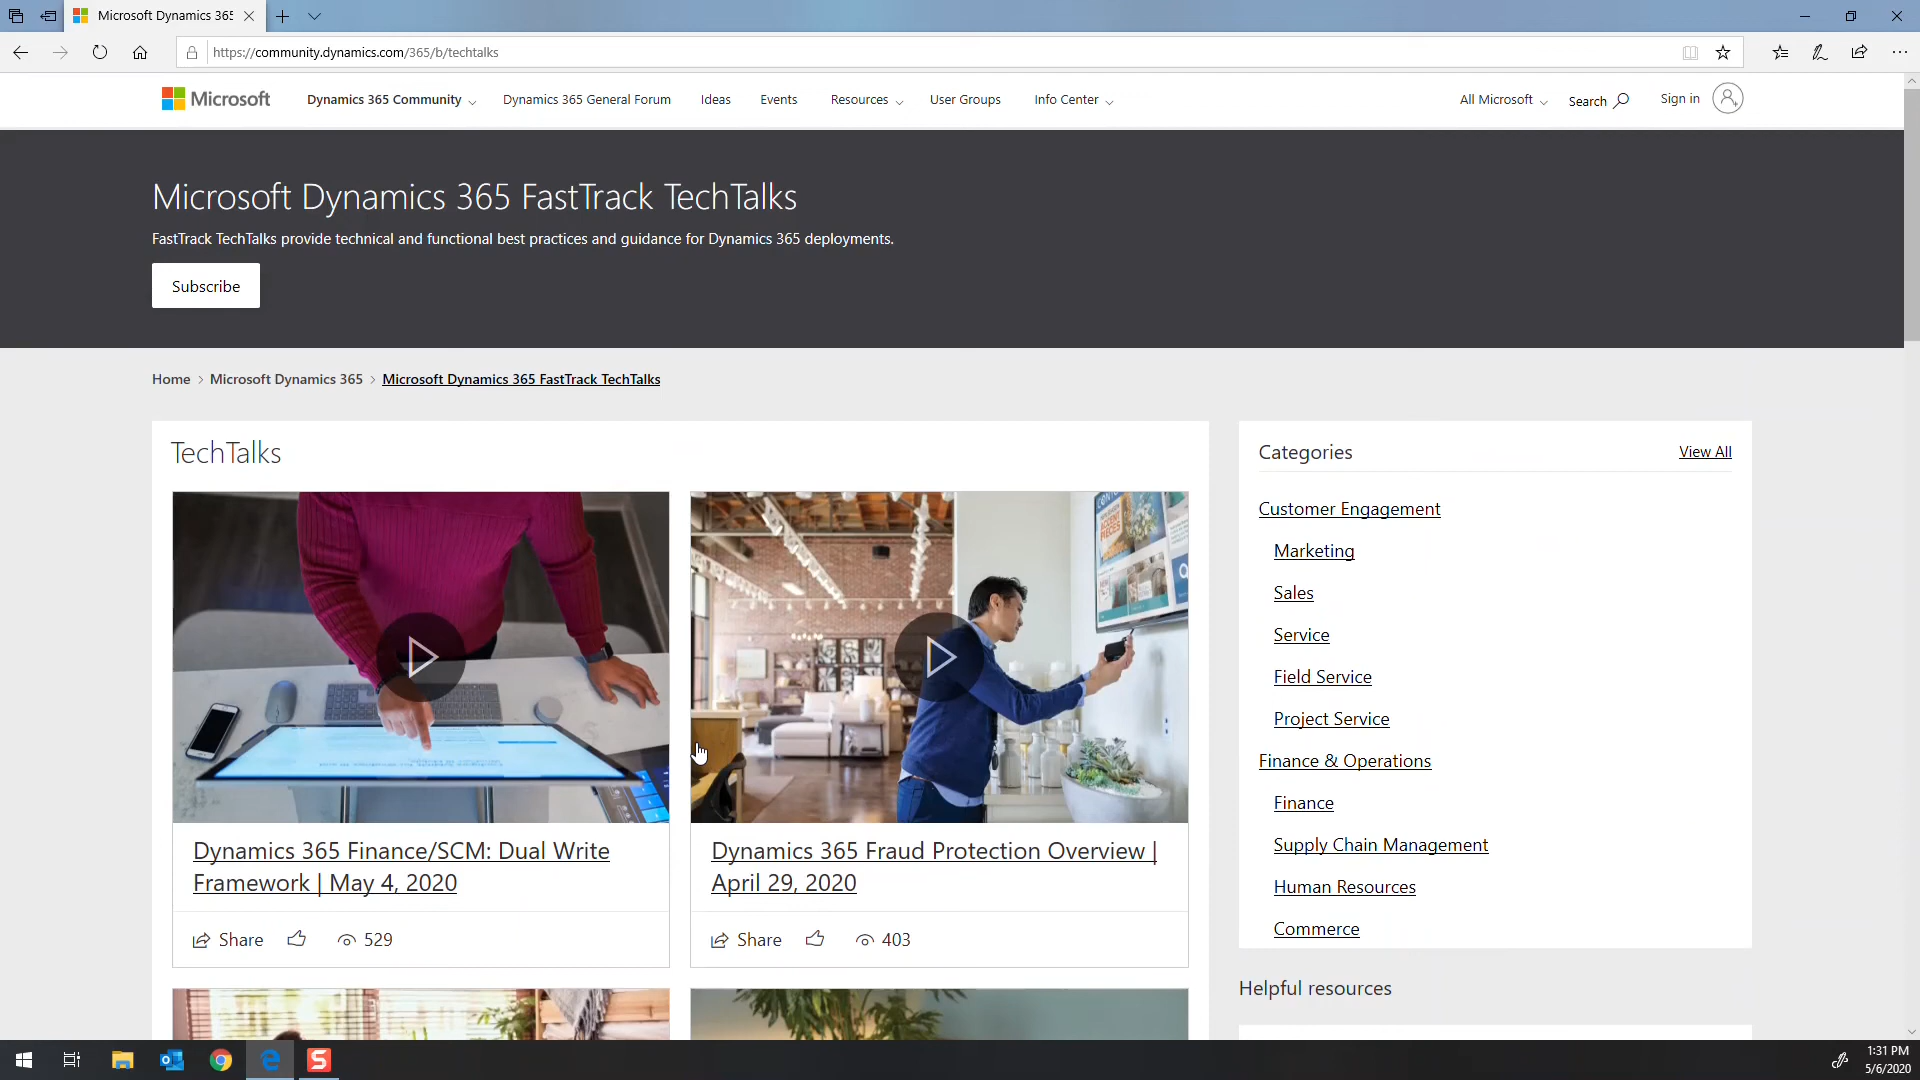 Microsoft Dynamics 365
https://community.dynamics.com/365/b/techtalks
Microsoft
Dynamics 365 Community
Dynamics 365 General Forum
Ideas
Events
Resources
User Groups
Info Center
All Microsoft
Search
Sign in
Microsoft Dynamics 365 FastTrack TechTalks
FastTrack TechTalks provide technical and functional best practices and guidance for Dynamics 365 deployments.
Subscribe
Home > Microsoft Dynamics 365 > Microsoft Dynamics 365 FastTrack TechTalks
TechTalks
Dynamics 365 Finance/SCM: Dual Write
Framework | May 4, 2020
Share
529
Dynamics 365 Fraud Protection Overview |
April 29, 2020
Share
403
Categories
View All
Customer Engagement
Marketing
Sales
Service
Field Service
Project Service
Finance & Operations
Finance
Supply Chain Management
Human Resources
Commerce
Helpful resources
1:31 PM
5/6/2020